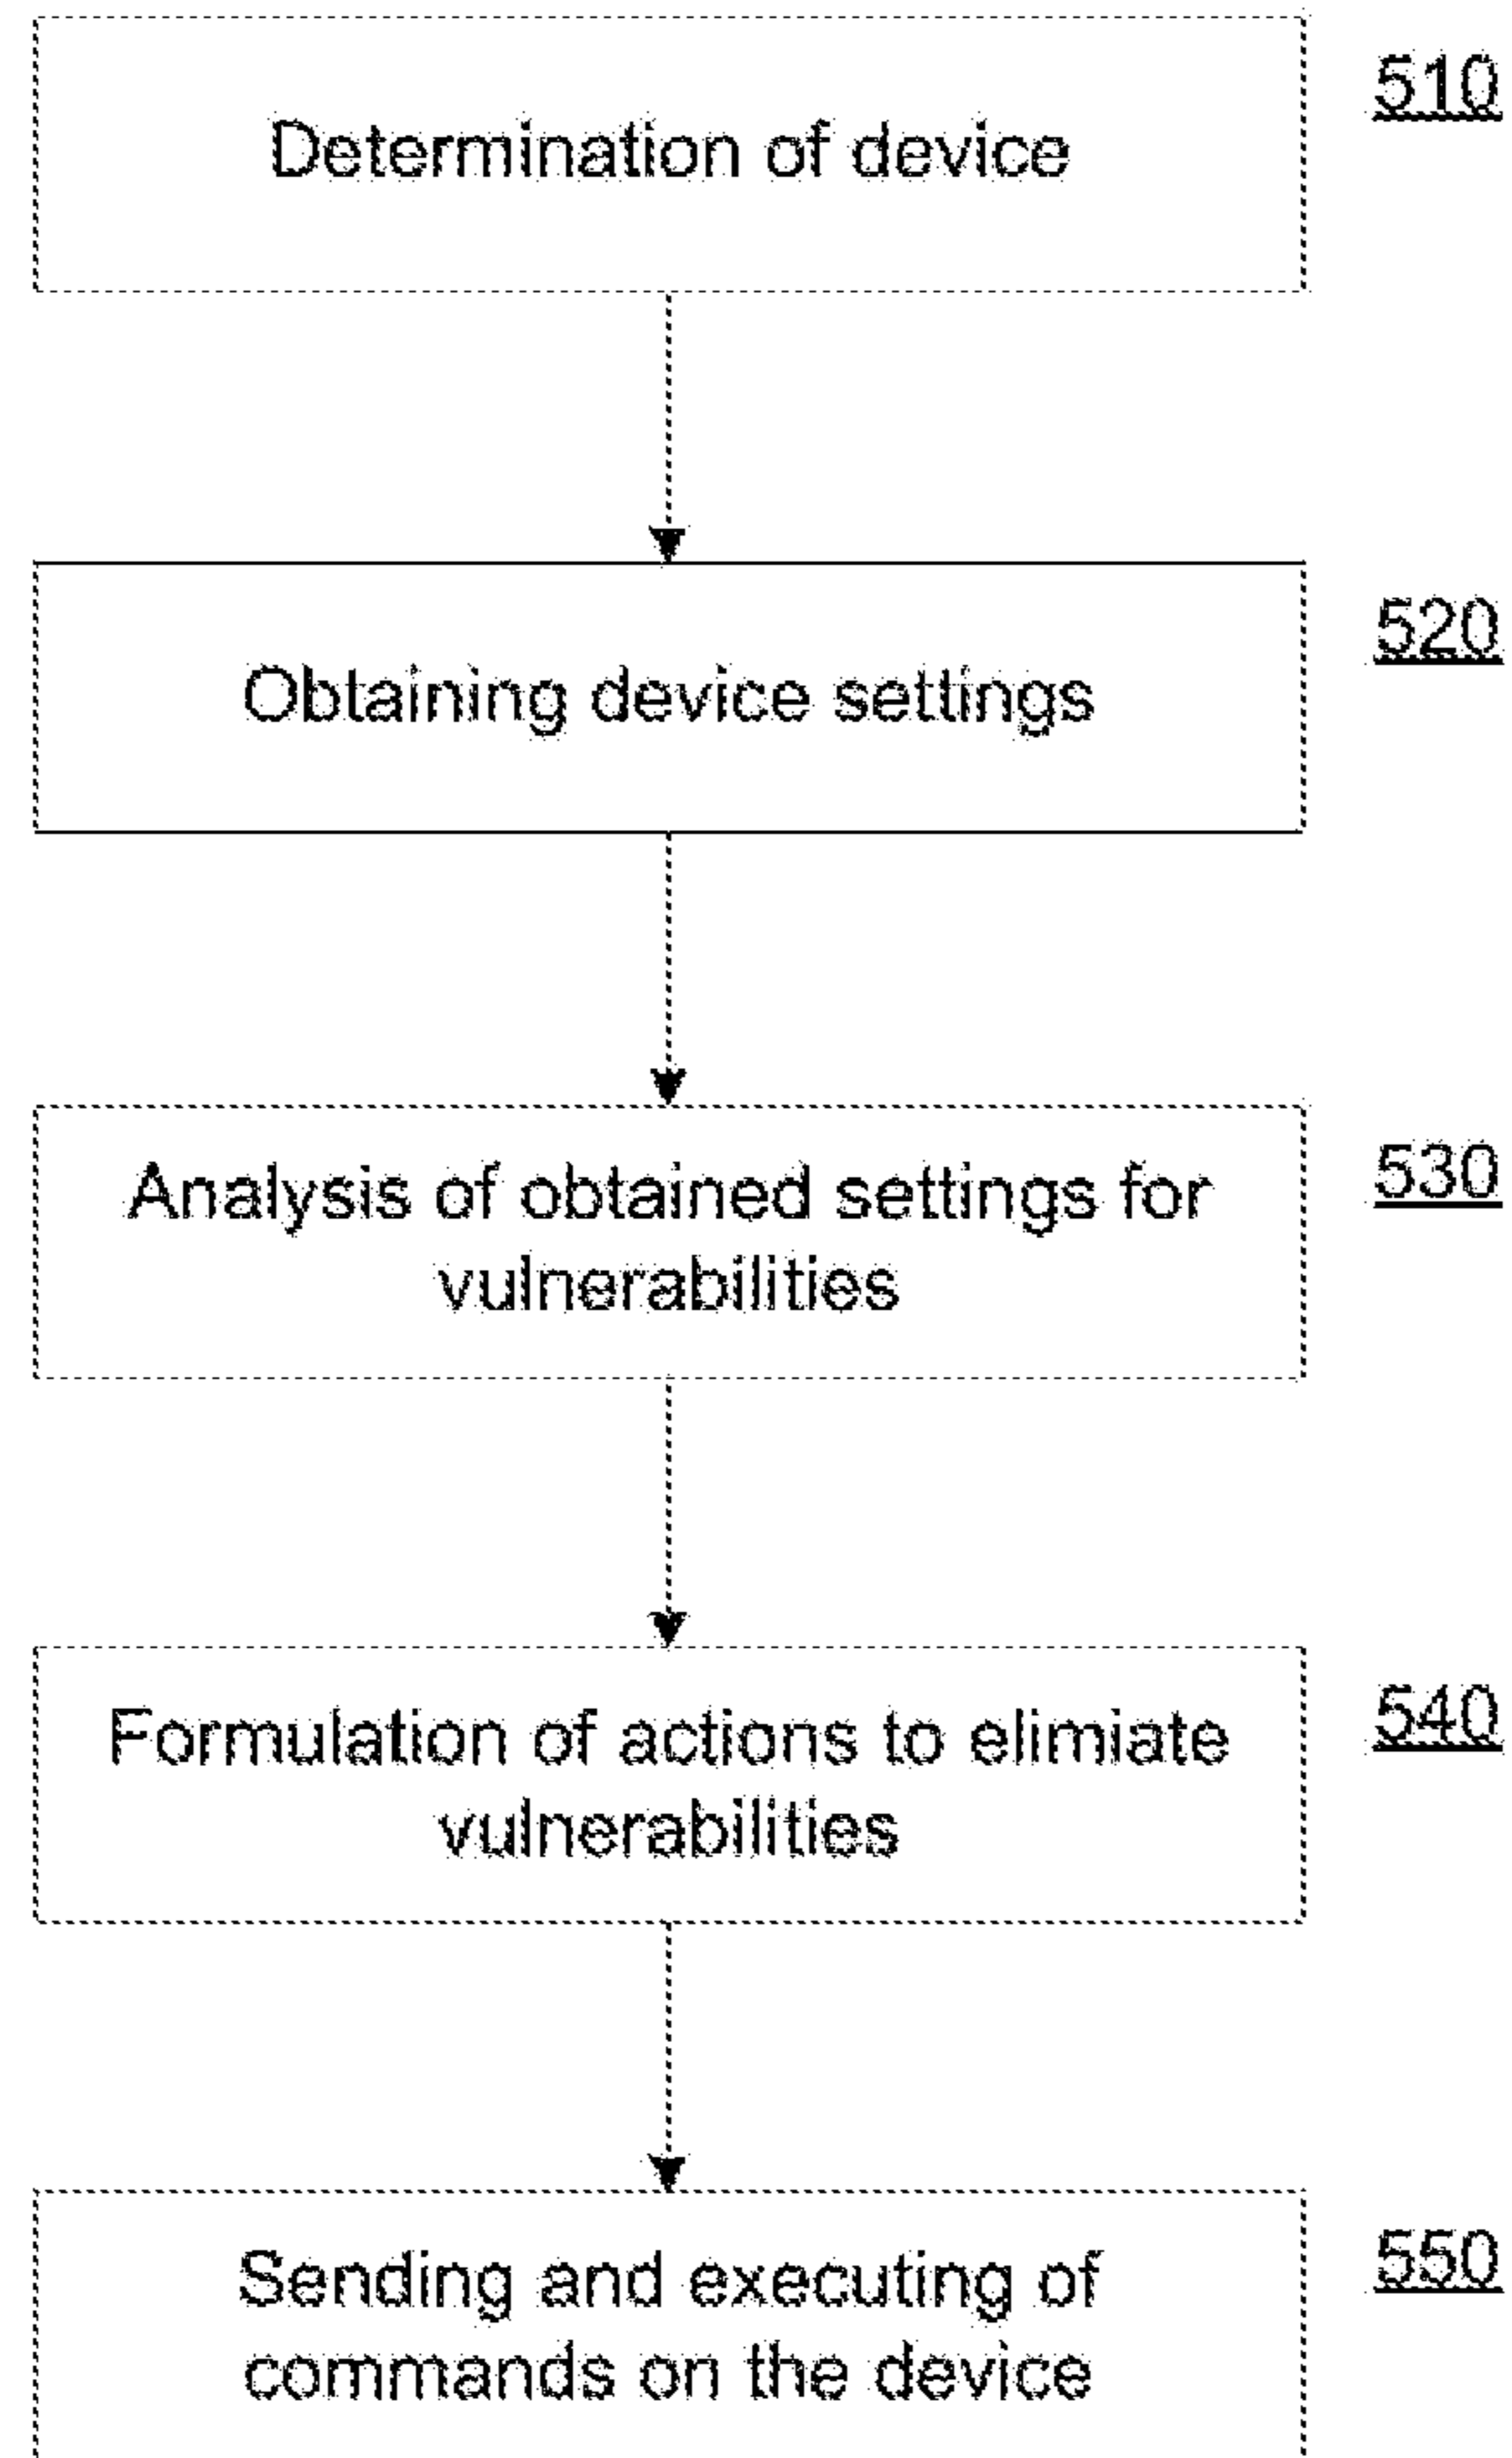 Determination of device
510
Obtaining device settings
520
Analysis of obtained settings for
vulnerabilities
530
Formulation of actions to elimiate
vulnerabilities
540
Sending and executing of
commands on the device
550